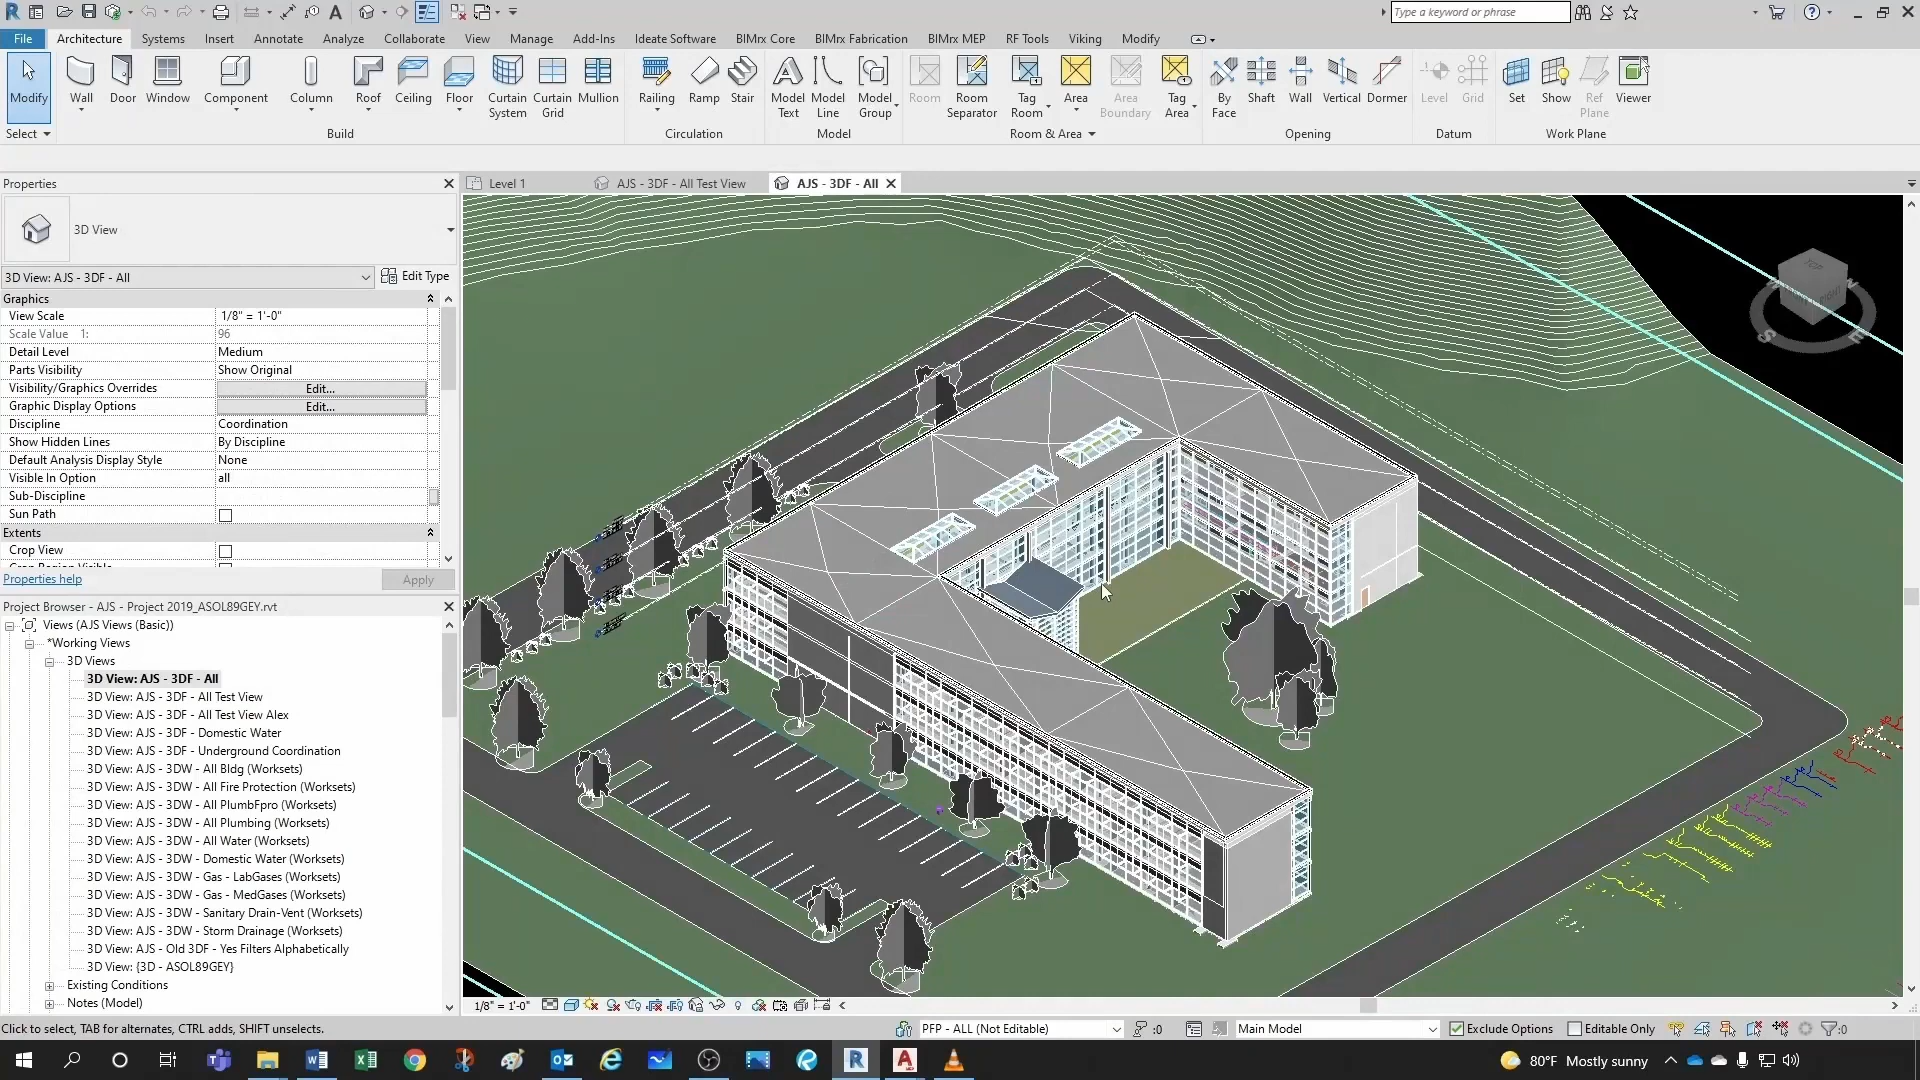 Type a keyword or phrase
File Architecture Systems Insert Annotate Analyze Collaborate View Manage Add-Ins Ideate Software BIMrx Core BIMrx Fabrication BIMrx MEP RF Tools Viking Modify
Modify Wall Door Window Component Column Roof Ceiling Floor Curtain System Curtain Grid Mullion Railing Ramp Stair Model Text Model Line Model Group Room Room Separator Tag Room Area Area Boundary Tag Area By Face Shaft Wall Vertical Dormer Level Grid Set Show Ref Plane Viewer
Select Build Circulation Model Room & Area Opening Datum Work Plane
Properties
Level 1 AJS - 3DF - All Test View AJS - 3DF - All
3D View
3D View: AJS - 3DF - All Edit Type
Graphics
View Scale 1/8" = 1'-0"
Scale Value 1: 96
Detail Level Medium
Parts Visibility Show Original
Visibility/Graphics Overrides Edit...
Graphic Display Options Edit...
Discipline Coordination
Show Hidden Lines By Discipline
Default Analysis Display Style None
Visible In Option all
Sub-Discipline
Sun Path
Extents
Crop View
Properties help Apply
Project Browser - AJS - Project 2019_ASOL89GEY.rvt
Views (AJS Views (Basic))
*Working Views
3D Views
3D View: AJS - 3DF - All
3D View: AJS - 3DF - All Test View
3D View: AJS - 3DF - All Test View Alex
3D View: AJS - 3DF - Domestic Water
3D View: AJS - 3DF - Underground Coordination
3D View: AJS - 3DW - All Bldg (Worksets)
3D View: AJS - 3DW - All Fire Protection (Worksets)
3D View: AJS - 3DW - All PlumbFpro (Worksets)
3D View: AJS - 3DW - All Plumbing (Worksets)
3D View: AJS - 3DW - All Water (Worksets)
3D View: AJS - 3DW - Domestic Water (Worksets)
3D View: AJS - 3DW - Gas - LabGases (Worksets)
3D View: AJS - 3DW - Gas - MedGases (Worksets)
3D View: AJS - 3DW - Sanitary Drain-Vent (Worksets)
3D View: AJS - 3DW - Storm Drainage (Worksets)
3D View: AJS - Old 3DF - Yes Filters Alphabetically
3D View: {3D - ASOL89GEY}
Existing Conditions
Notes (Model)
TOP
S E
1/8" = 1'-0"
Click to select, TAB for alternates, CTRL adds, SHIFT unselects.
PFP - ALL (Not Editable) :0 Main Model Exclude Options Editable Only :0
80°F Mostly sunny